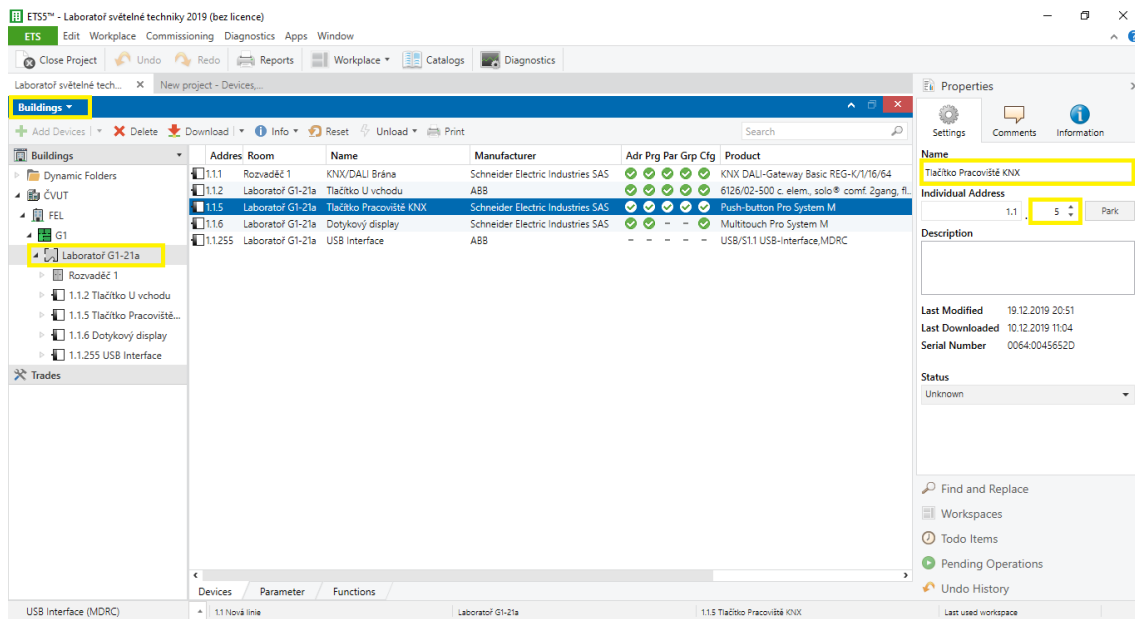 ETS5™ - Laboratoř světelné techniky 2019 (bez licence)
ETS Edit Workplace Commissioning Diagnostics Apps Window
Close Project Undo Redo Reports Workplace Catalogs Diagnostics
Laboratoř světelné tech... New project - Devices,...
Buildings
Add Devices Delete Download Info Reset Unload Print Search
Buildings
Dynamic Folders
ČVUT
FEL
G1
Laboratoř G1-21a
Rozvaděč 1
1.1.2 Tlačítko U vchodu
1.1.5 Tlačítko Pracoviště...
1.1.6 Dotykový display
1.1.255 USB Interface
Trades
Addres Room Name Manufacturer Adr Prg Par Grp Cfg Product
1.1.1 Rozvaděč 1 KNX/DALI Brána Schneider Electric Industries SAS KNX DALI-Gateway Basic REG-K/1/16/64
1.1.2 Laboratoř G1-21a Tlačítko U vchodu ABB 6126/02-500 c. elem., solo® comf. 2gang, fl..
1.1.5 Laboratoř G1-21a Tlačítko Pracoviště KNX Schneider Electric Industries SAS Push-button Pro System M
1.1.6 Laboratoř G1-21a Dotykový display Schneider Electric Industries SAS – – Multitouch Pro System M
1.1.255 Laboratoř G1-21a USB Interface ABB – – – – – USB/S1.1 USB-Interface,MDRC
Devices Parameter Functions
Properties
Settings Comments Information
Name
Tlačítko Pracoviště KNX
Individual Address
1.1 . 5 Park
Description
Last Modified 19.12.2019 20:51
Last Downloaded 10.12.2019 11:04
Serial Number 0064:0045652D
Status
Unknown
Find and Replace
Workspaces
Todo Items
Pending Operations
Undo History
USB Interface (MDRC) 1.1 Nová linie Laboratoř G1-21a 1.1.5 Tlačítko Pracoviště KNX Last used workspace